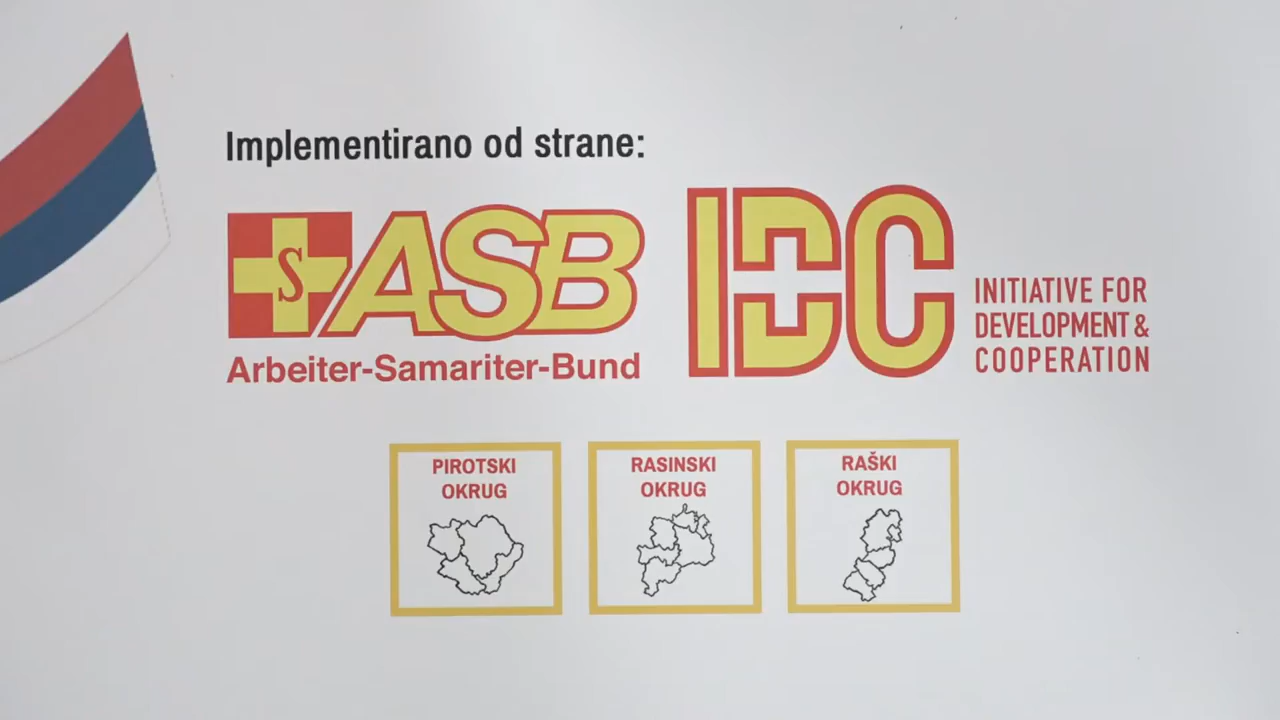 Implementirano od strane:
S ASB
Arbeiter-Samariter-Bund
IDC
INITIATIVE FOR
DEVELOPMENT &
COOPERATION
PIROTSKI
OKRUG
RASINSKI
OKRUG
RAŠKI
OKRUG